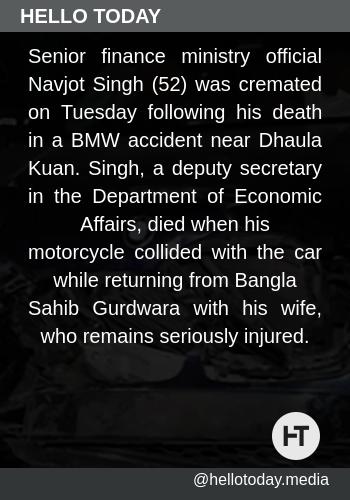 HELLO TODAY
Senior finance ministry official
Navjot Singh (52) was cremated
on Tuesday following his death
in a BMW accident near Dhaula
Kuan. Singh, a deputy secretary
in the Department of Economic
Affairs, died when his
motorcycle collided with the car
while returning from Bangla
Sahib Gurdwara with his wife,
who remains seriously injured.
HT
@hellotoday.media